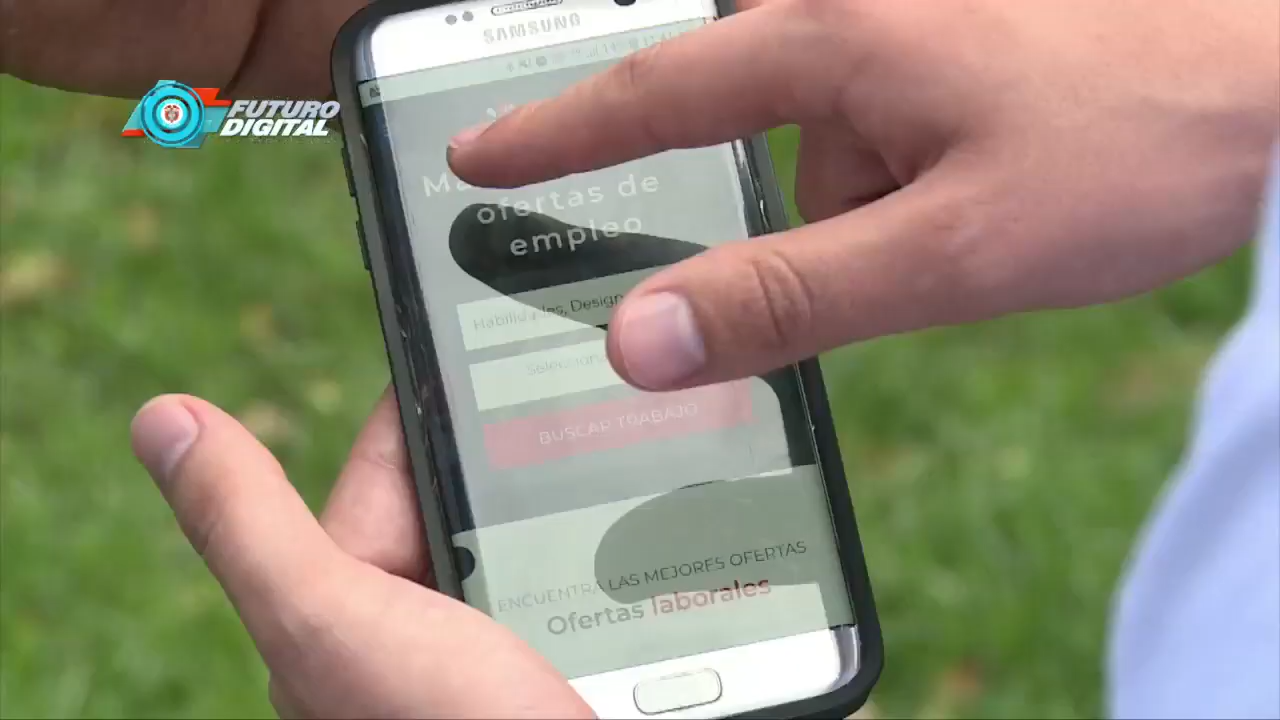 SAMSUNG
FUTURO
DIGITAL
ofertas de
empleo
BUSCAR TRABAJO
ENCUENTRA LAS MEJORES OFERTAS
Ofertas laborales